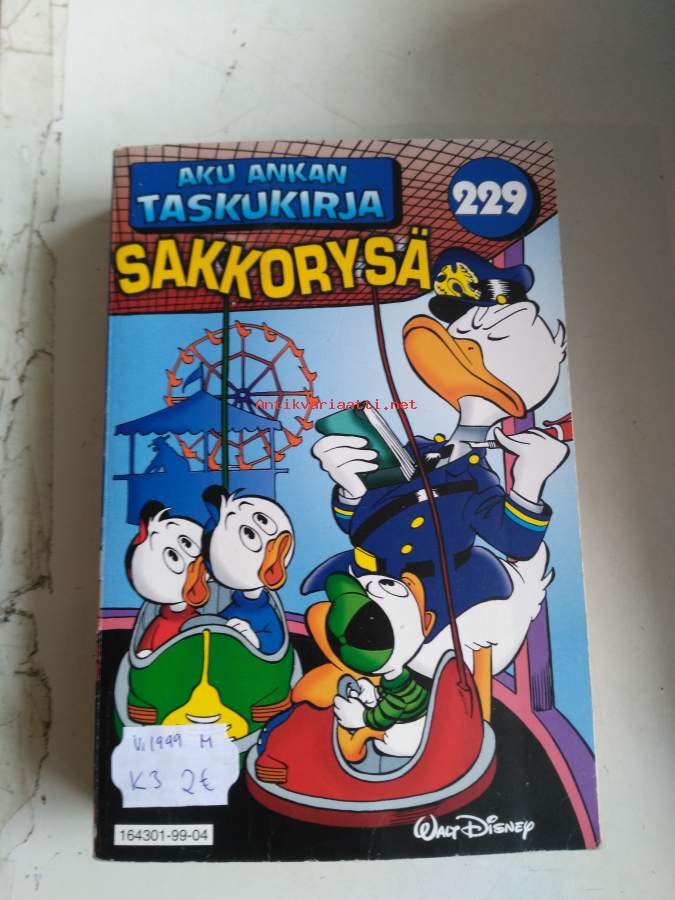 AKU ANKAN
TASKUKIRJA
229
SAKKORYSÄ
Antikvariaatti.net
V.1999 M
K3 2€
164301-99-04
WALT DISNEY